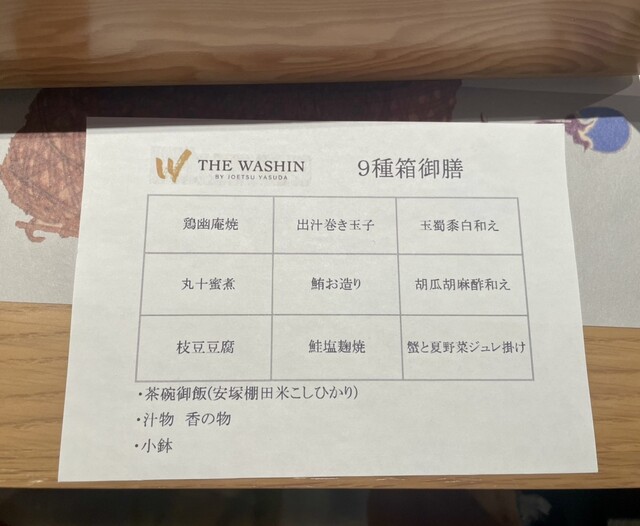 THE WASHIN
BY JOETSU YASUDA
9種箱御膳
鶏幽庵焼 出汁巻き玉子 玉蜀黍白和え
丸十蜜煮 鮪お造り 胡瓜胡麻酢和え
枝豆豆腐 鮭塩麹焼 蟹と夏野菜ジュレ掛け
・茶碗御飯(安塚棚田米こしひかり)
・汁物 香の物
・小鉢